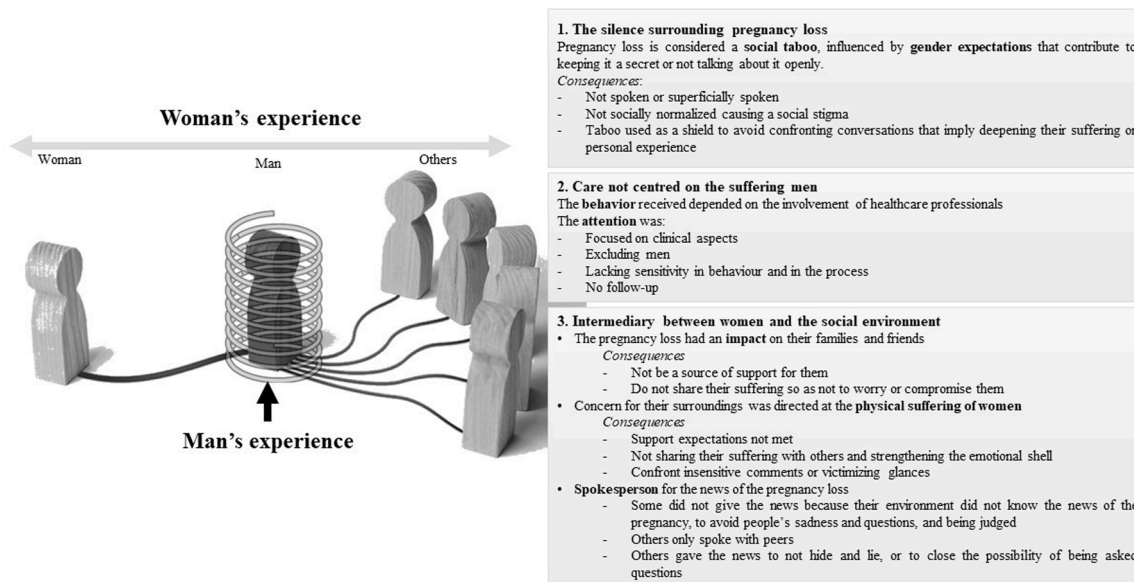 Woman's experience
Woman
Man
Others
Man's experience
1. The silence surrounding pregnancy loss
Pregnancy loss is considered a social taboo, influenced by gender expectations that contribute to
keeping it a secret or not talking about it openly.
Consequences:
- Not spoken or superficially spoken
- Not socially normalized causing a social stigma
- Taboo used as a shield to avoid confronting conversations that imply deepening their suffering or
personal experience
2. Care not centred on the suffering men
The behavior received depended on the involvement of healthcare professionals
The attention was:
- Focused on clinical aspects
- Excluding men
- Lacking sensitivity in behaviour and in the process
- No follow-up
3. Intermediary between women and the social environment
• The pregnancy loss had an impact on their families and friends
Consequences
- Not be a source of support for them
- Do not share their suffering so as not to worry or compromise them
• Concern for their surroundings was directed at the physical suffering of women
Consequences
- Support expectations not met
- Not sharing their suffering with others and strengthening the emotional shell
- Confront insensitive comments or victimizing glances
• Spokesperson for the news of the pregnancy loss
- Some did not give the news because their environment did not know the news of the
pregnancy, to avoid people's sadness and questions, and being judged
- Others only spoke with peers
- Others gave the news to not hide and lie, or to close the possibility of being asked
questions